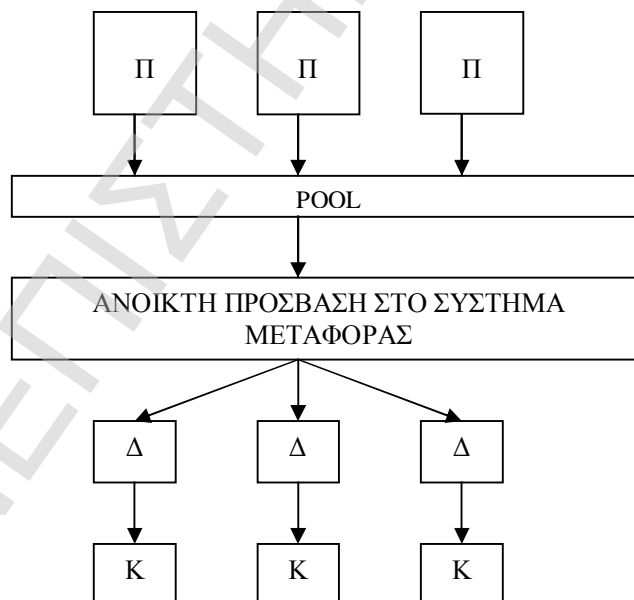 Π Π Π
POOL
ΑΝΟΙΚΤΗ ΠΡΟΣΒΑΣΗ ΣΤΟ ΣΥΣΤΗΜΑ
ΜΕΤΑΦΟΡΑΣ
Δ Δ Δ
Κ Κ Κ